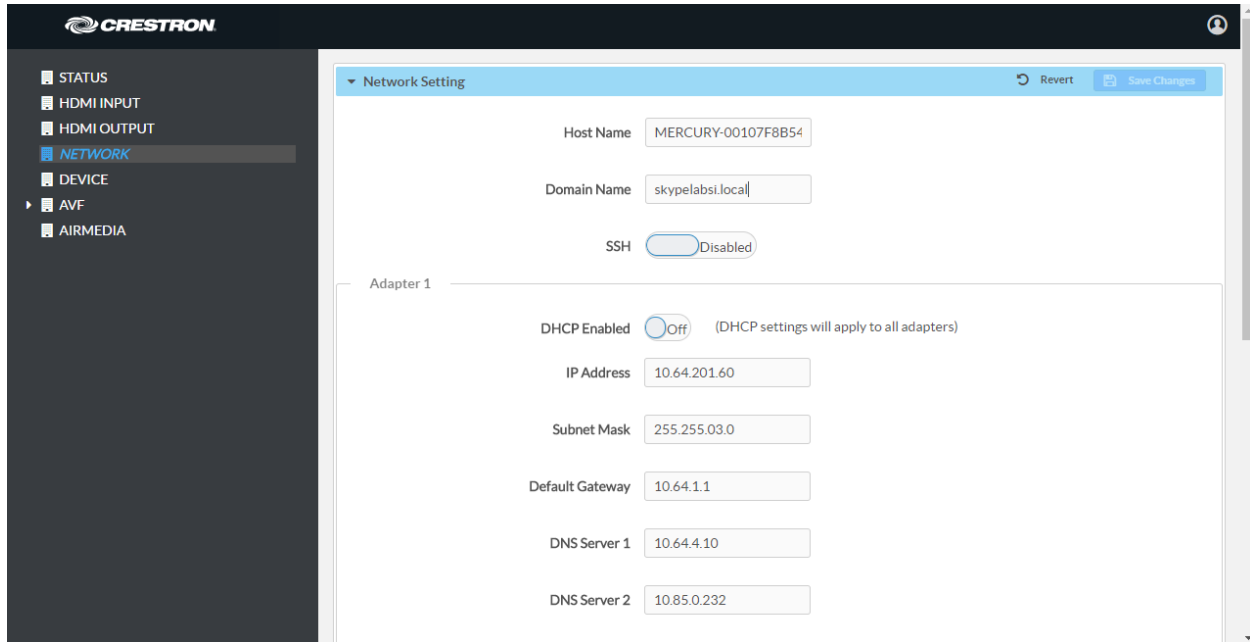 CRESTRON
STATUS
HDMI INPUT
HDMI OUTPUT
NETWORK
DEVICE
AVF
AIRMEDIA
Network Setting Revert Save Changes
Host Name MERCURY-00107F8B54
Domain Name skypelabsi.local
SSH Disabled
Adapter 1
DHCP Enabled Off (DHCP settings will apply to all adapters)
IP Address 10.64.201.60
Subnet Mask 255.255.03.0
Default Gateway 10.64.1.1
DNS Server 1 10.64.4.10
DNS Server 2 10.85.0.232